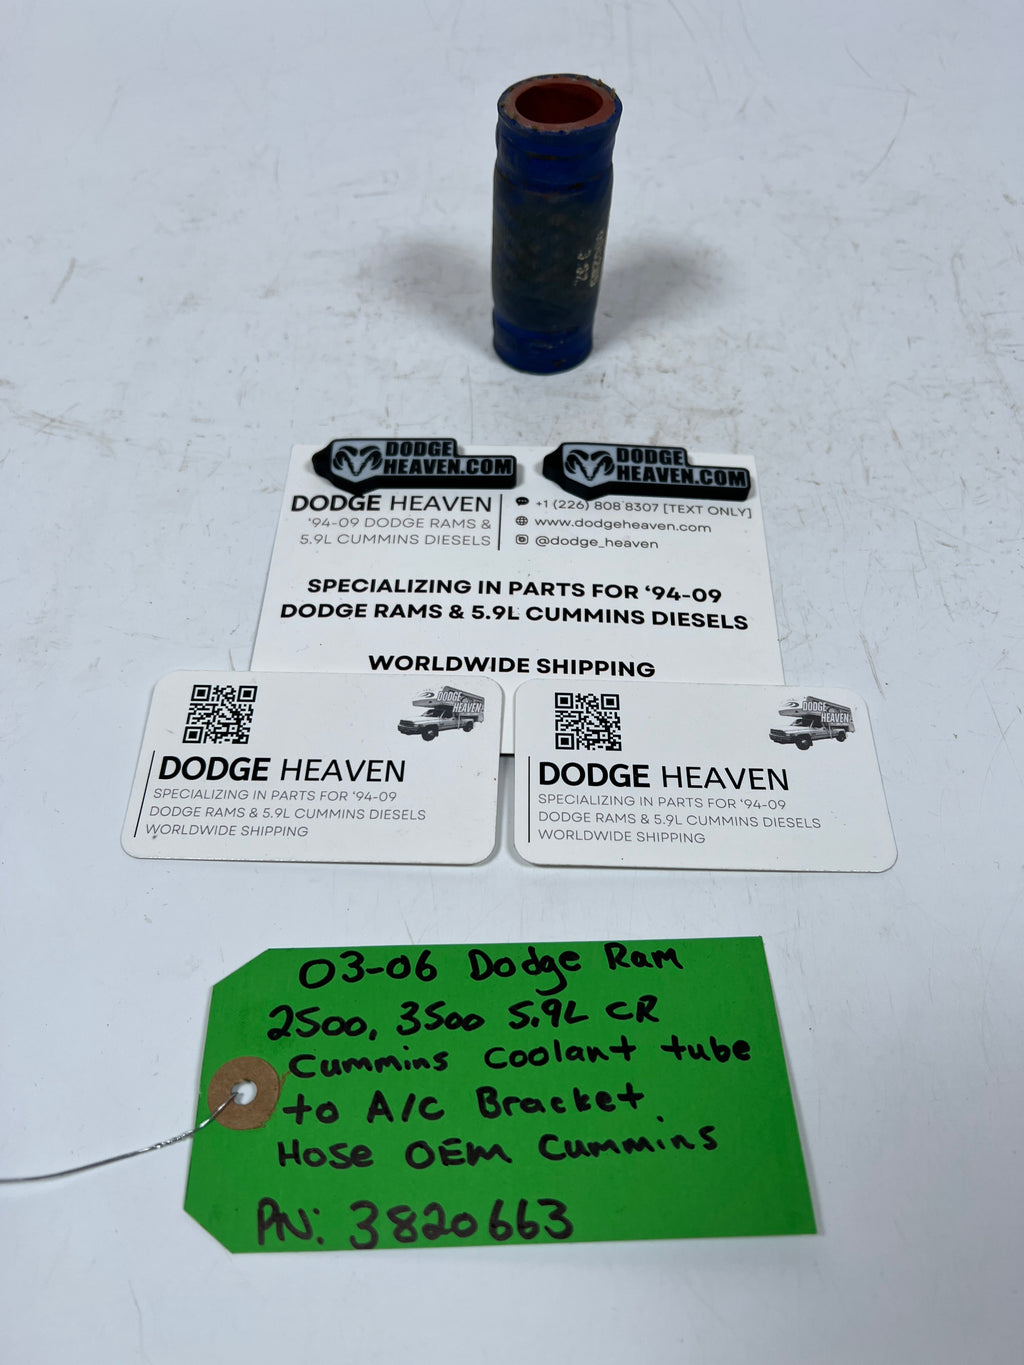 DODGE
HEAVEN.COM
DODGE
HEAVEN.COM
DODGE HEAVEN
'94-09 DODGE RAMS &
5.9L CUMMINS DIESELS
+1 (226) 808 8307 [TEXT ONLY]
www.dodgeheaven.com
@dodge_heaven
SPECIALIZING IN PARTS FOR '94-09
DODGE RAMS & 5.9L CUMMINS DIESELS
WORLDWIDE SHIPPING
DODGE
HEAVEN
DODGE HEAVEN
SPECIALIZING IN PARTS FOR '94-09
DODGE RAMS & 5.9L CUMMINS DIESELS
WORLDWIDE SHIPPING
DODGE
HEAVEN
DODGE HEAVEN
SPECIALIZING IN PARTS FOR '94-09
DODGE RAMS & 5.9L CUMMINS DIESELS
WORLDWIDE SHIPPING
03-06 Dodge Ram
2500, 3500 5.9L CR
Cummins Coolant tube
to A/C Bracket
Hose OEM Cummins
PN: 3820663